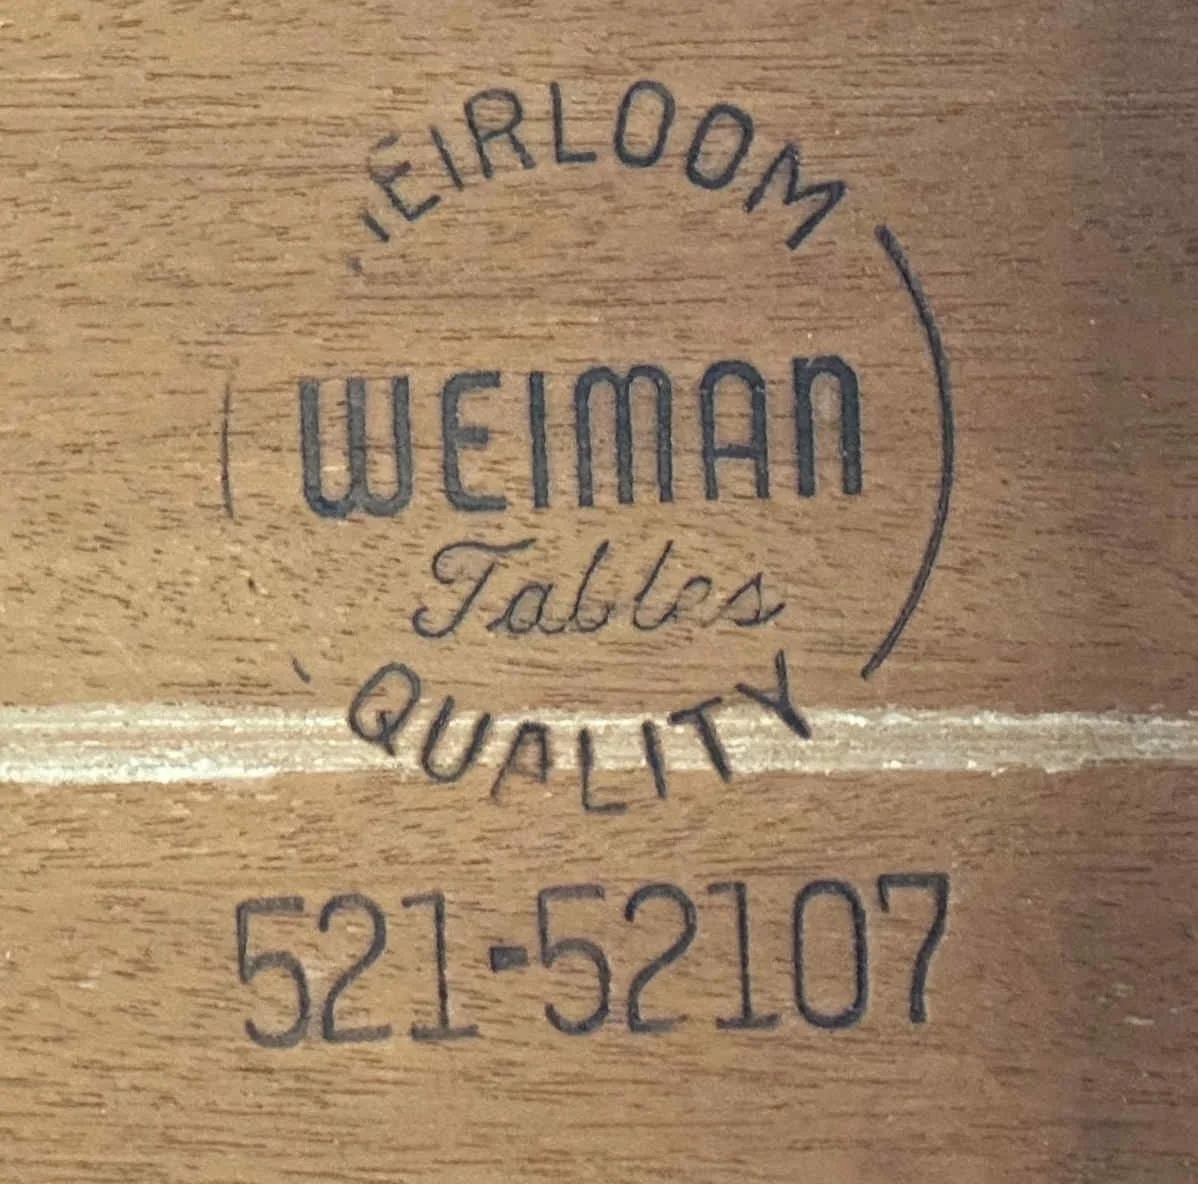 HEIRLOOM
WEIMAN
Tables
QUALITY
521-52107